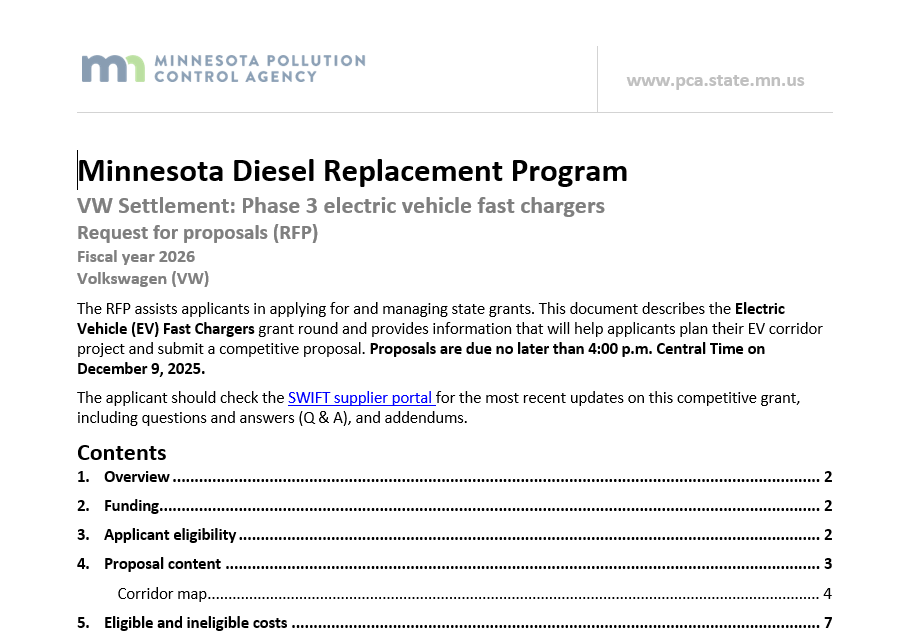 mn MINNESOTA POLLUTION
CONTROL AGENCY
www.pca.state.mn.us
Minnesota Diesel Replacement Program
VW Settlement: Phase 3 electric vehicle fast chargers
Request for proposals (RFP)
Fiscal year 2026
Volkswagen (VW)
The RFP assists applicants in applying for and managing state grants. This document describes the Electric
Vehicle (EV) Fast Chargers grant round and provides information that will help applicants plan their EV corridor
project and submit a competitive proposal. Proposals are due no later than 4:00 p.m. Central Time on
December 9, 2025.
The applicant should check the SWIFT supplier portal for the most recent updates on this competitive grant,
including questions and answers (Q & A), and addendums.
Contents
1. Overview ........ 2
2. Funding........ 2
3. Applicant eligibility ........ 2
4. Proposal content ........ 3
Corridor map........ 4
5. Eligible and ineligible costs ........ 7